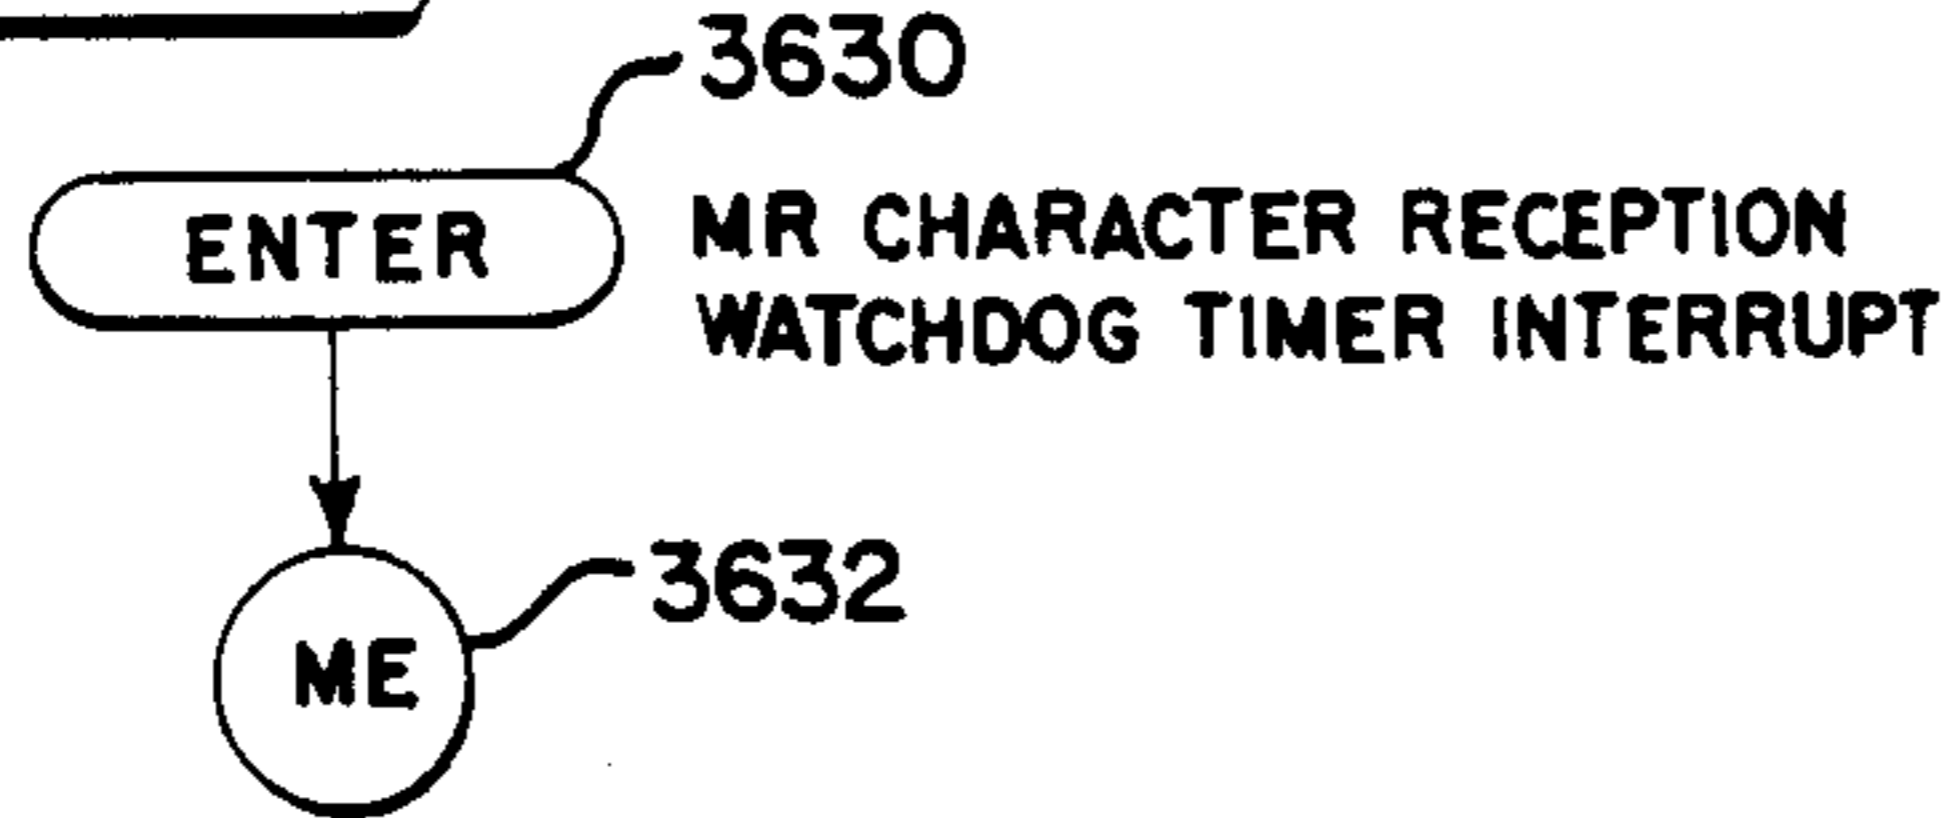 3630
ENTER
MR CHARACTER RECEPTION
WATCHDOG TIMER INTERRUPT
3632
ME